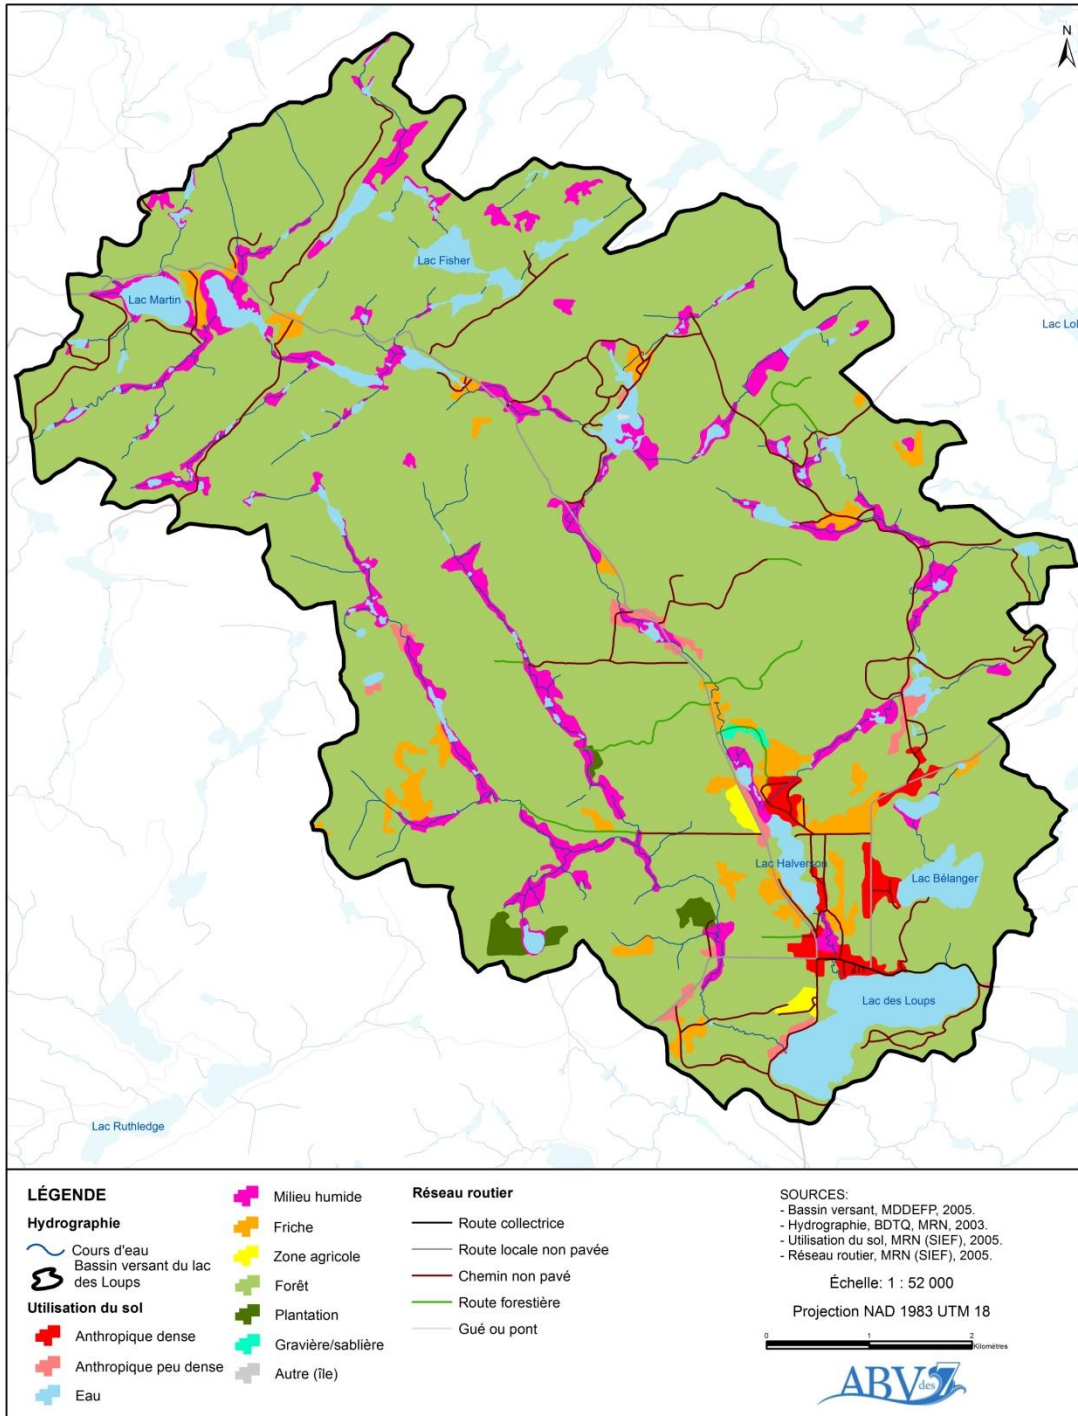 N
Lac Fisher
Lac Martin
Lac Lol
Lac Halverson
Lac Bélanger
Lac des Loups
Lac Ruthledge
LÉGENDE
Hydrographie
Cours d'eau
Bassin versant du lac
des Loups
Utilisation du sol
Anthropique dense
Anthropique peu dense
Eau
Milieu humide
Friche
Zone agricole
Forêt
Plantation
Gravière/sablière
Autre (île)
Réseau routier
Route collectrice
Route locale non pavée
Chemin non pavé
Route forestière
Gué ou pont
SOURCES:
- Bassin versant, MDDEFP, 2005.
- Hydrographie, BDTQ, MRN, 2003.
- Utilisation du sol, MRN (SIEF), 2005.
- Réseau routier, MRN (SIEF), 2005.
Échelle: 1 : 52 000
Projection NAD 1983 UTM 18
0 1 2
Kilomètres
ABV des 7